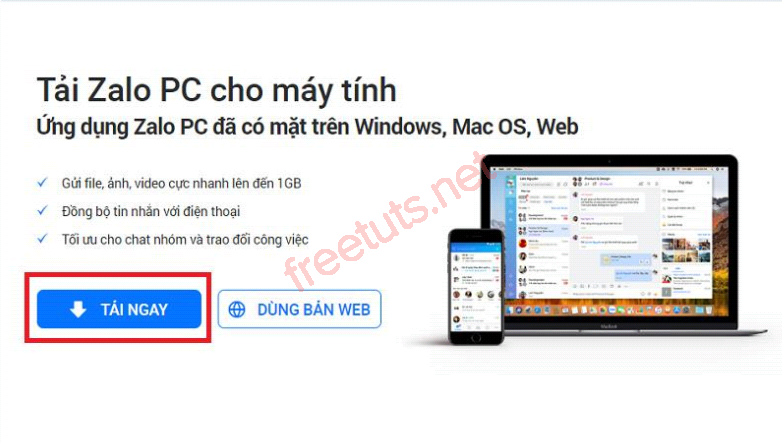 Tải Zalo PC cho máy tính
Ứng dụng Zalo PC đã có mặt trên Windows, Mac OS, Web
Gửi file, ảnh, video cực nhanh lên đến 1GB
Đồng bộ tin nhắn với điện thoại
Tối ưu cho chat nhóm và trao đổi công việc
TẢI NGAY
DÙNG BẢN WEB
freetuts.net
MacBook